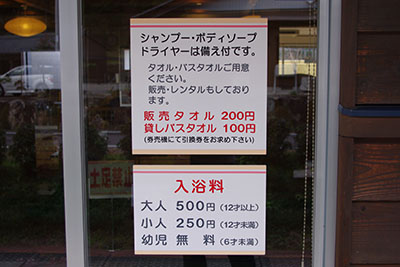 シャンプー・ボディソープ
ドライヤーは備え付です。
タオル・バスタオルご用意
ください。
販売・レンタルもしており
ます。
販売タオル 200円
貸しバスタオル 100円
(券売機にて引換券をお求め下さい)
入浴料
大人 500円 (12才以上)
小人 250円 (12才未満)
幼児 無料 (6才未満)
土足禁止